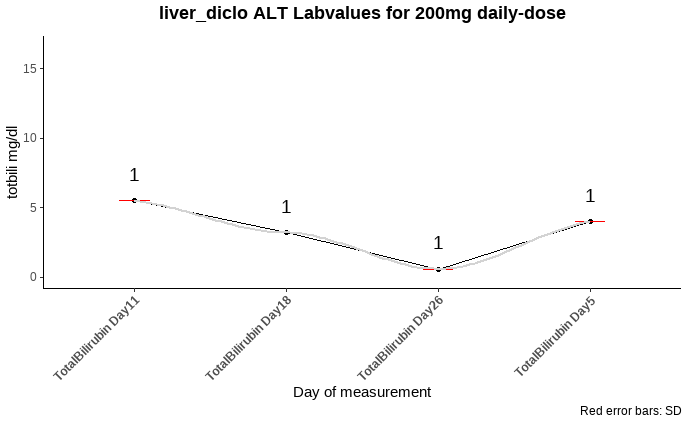 liver_diclo ALT Labvalues for 200mg daily-dose
totbili mg/dl
15
10
5
0
1
1
1
1
TotalBilirubin Day11
TotalBilirubin Day18
TotalBilirubin Day26
TotalBilirubin Day5
Day of measurement
Red error bars: SD